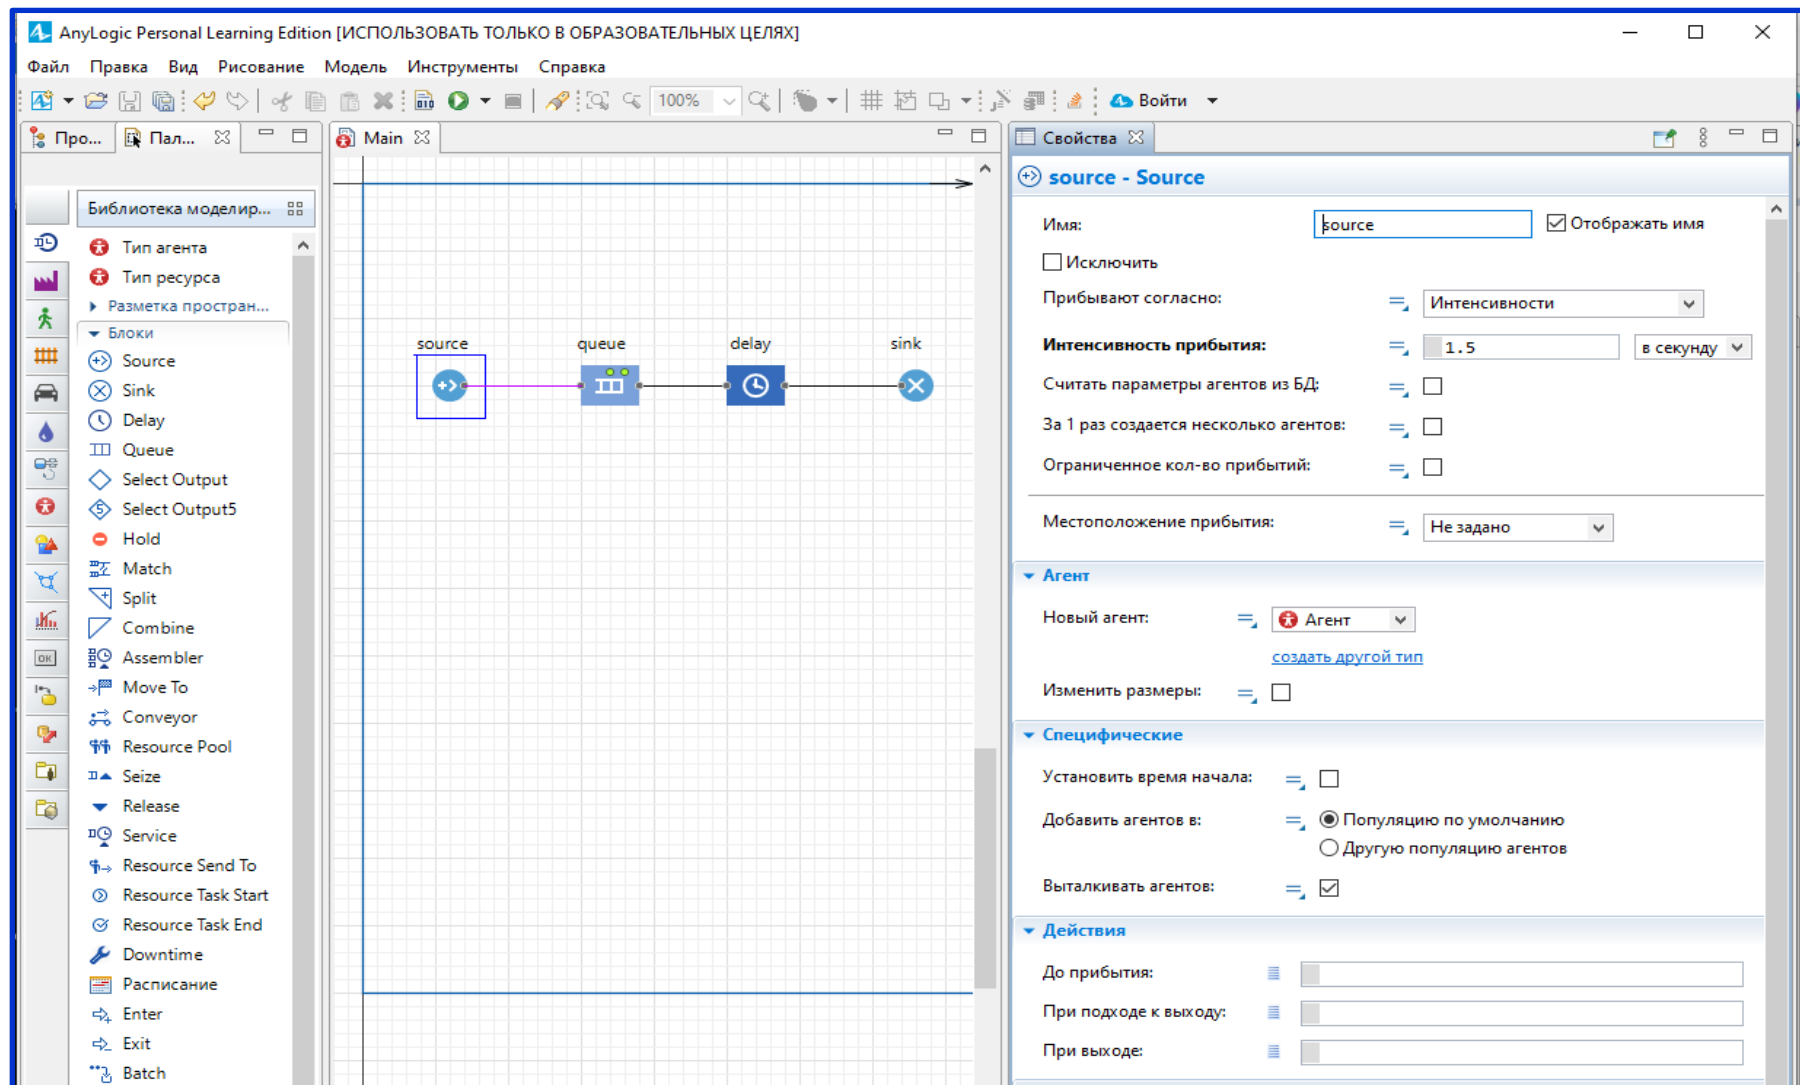 AnyLogic Personal Learning Edition [ИСПОЛЬЗОВАТЬ ТОЛЬКО В ОБРАЗОВАТЕЛЬНЫХ ЦЕЛЯХ]
Файл Правка Вид Рисование Модель Инструменты Справка
100% Войти
Про... Пал... Main Свойства
source - Source
Библиотека моделир...
Тип агента
Тип ресурса
Разметка простран...
Блоки
Source
Sink
Delay
Queue
Select Output
Select Output5
Hold
Match
Split
Combine
Assembler
Move To
Conveyor
Resource Pool
Seize
Release
Service
Resource Send To
Resource Task Start
Resource Task End
Downtime
Расписание
Enter
Exit
Batch
OK
source queue delay sink
Имя: source Отображать имя
Исключить
Прибывают согласно: Интенсивности
Интенсивность прибытия: 1.5 в секунду
Считать параметры агентов из БД:
За 1 раз создается несколько агентов:
Ограниченное кол-во прибытий:
Местоположение прибытия: Не задано
Агент
Новый агент: Агент
создать другой тип
Изменить размеры:
Специфические
Установить время начала:
Добавить агентов в: Популяцию по умолчанию
Другую популяцию агентов
Выталкивать агентов:
Действия
До прибытия:
При подходе к выходу:
При выходе: